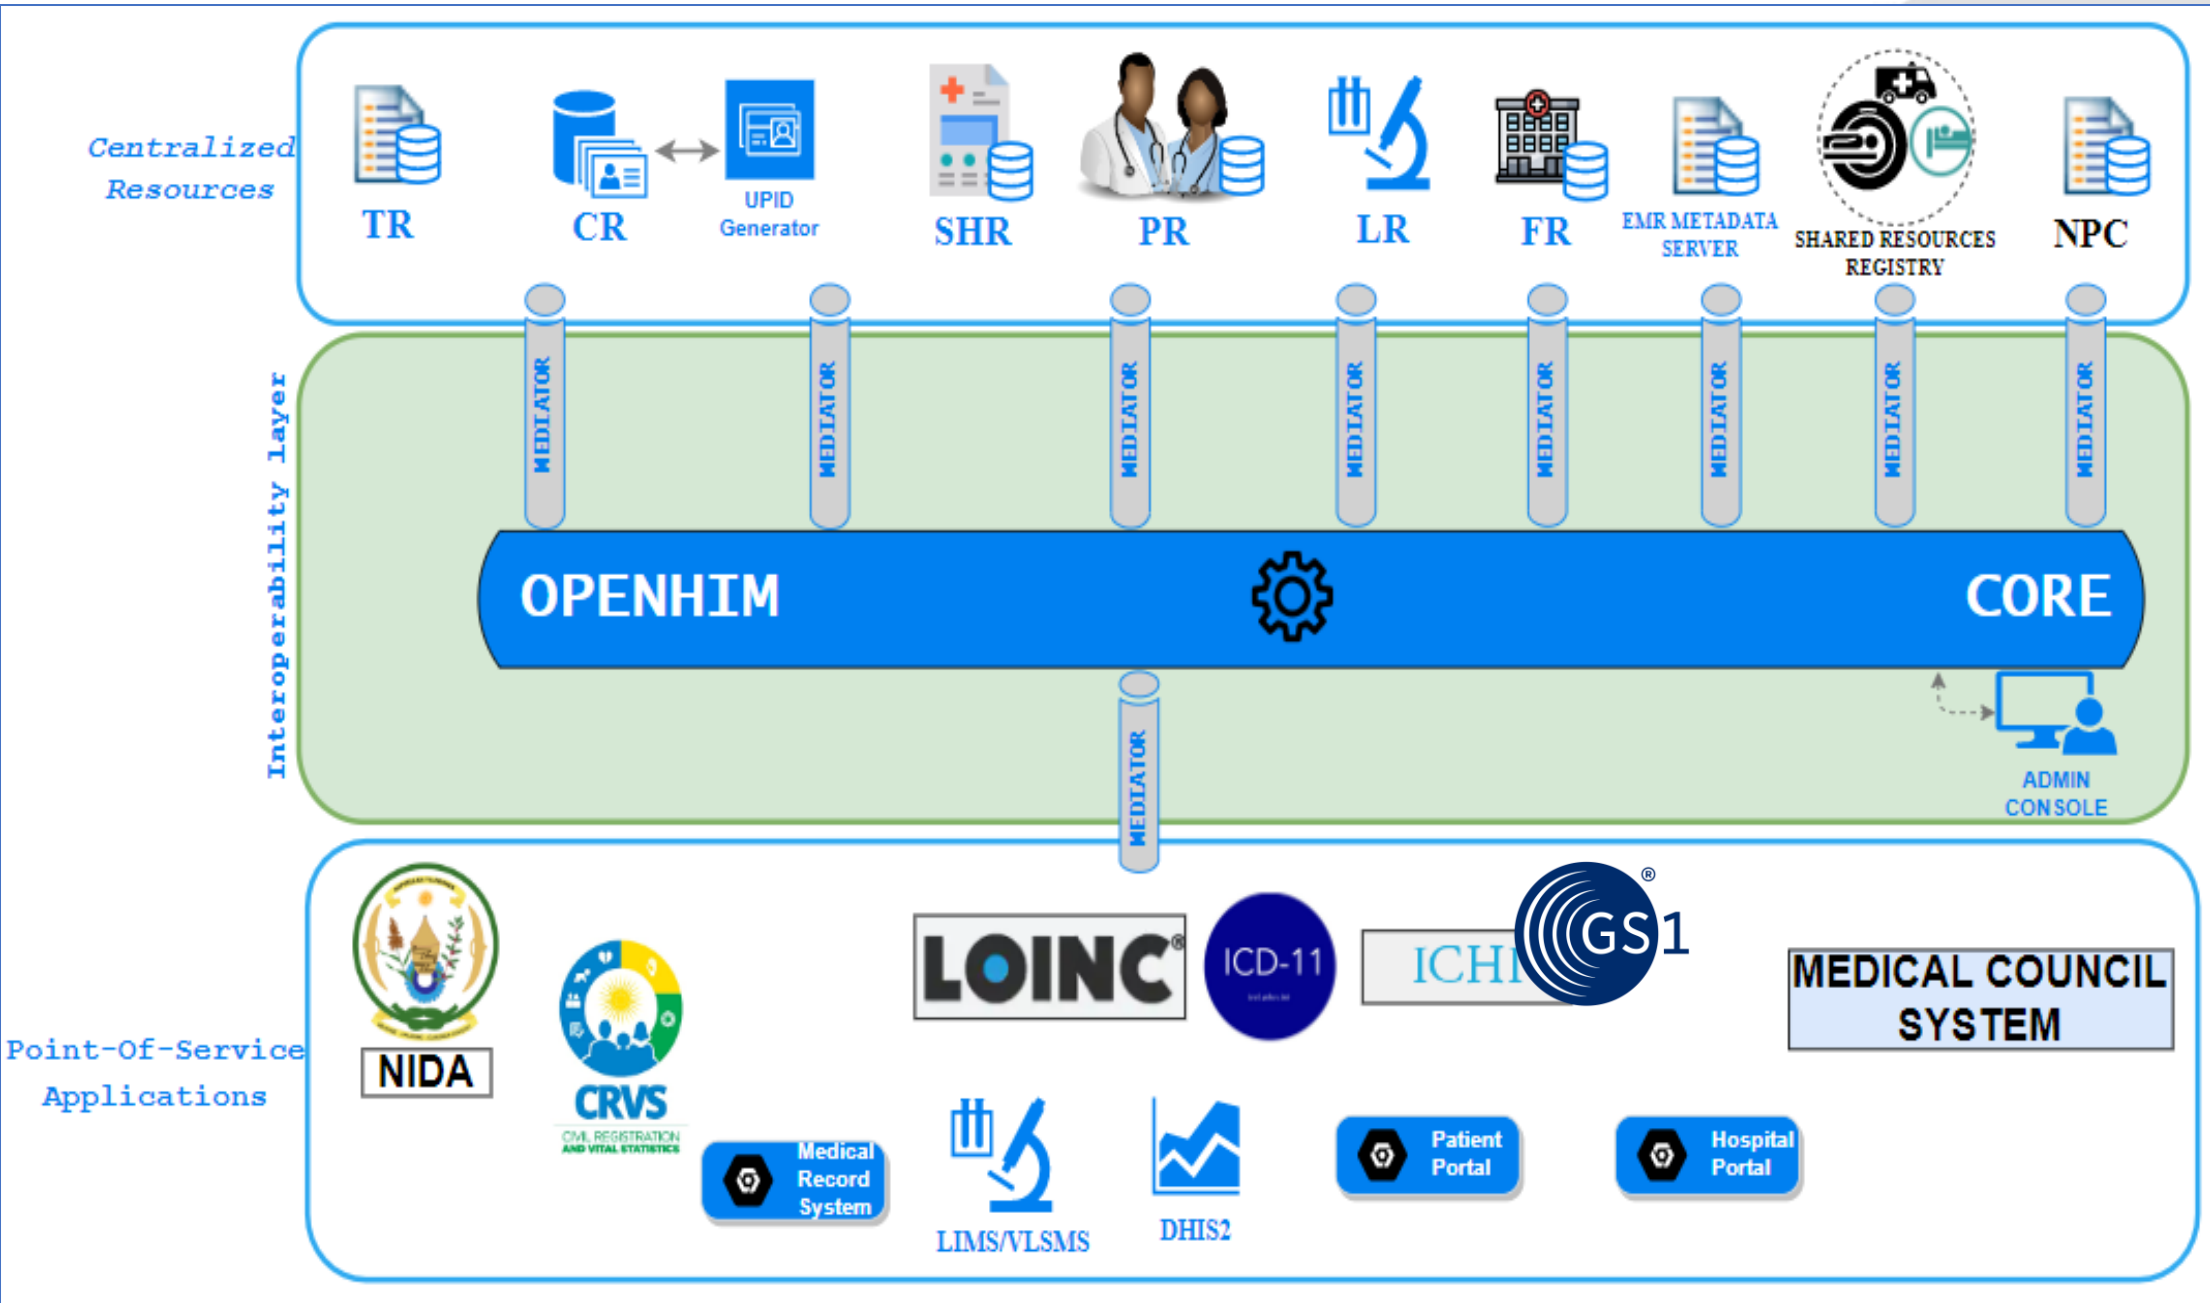 Centralized
Resources
TR
CR
UPID
Generator
SHR
PR
LR
FR
EMR METADATA
SERVER
SHARED RESOURCES
REGISTRY
NPC
Interoperability layer
MEDIATOR
MEDIATOR
MEDIATOR
MEDIATOR
MEDIATOR
MEDIATOR
MEDIATOR
MEDIATOR
OPENHIM
CORE
MEDIATOR
ADMIN
CONSOLE
Point-Of-Service
Applications
NIDA
CRVS
CIVIL REGISTRATION
AND VITAL STATISTICS
LOINC®
ICD-11
ICHI
GS1®
MEDICAL COUNCIL
SYSTEM
Medical
Record
System
LIMS/VLSMS
DHIS2
Patient
Portal
Hospital
Portal